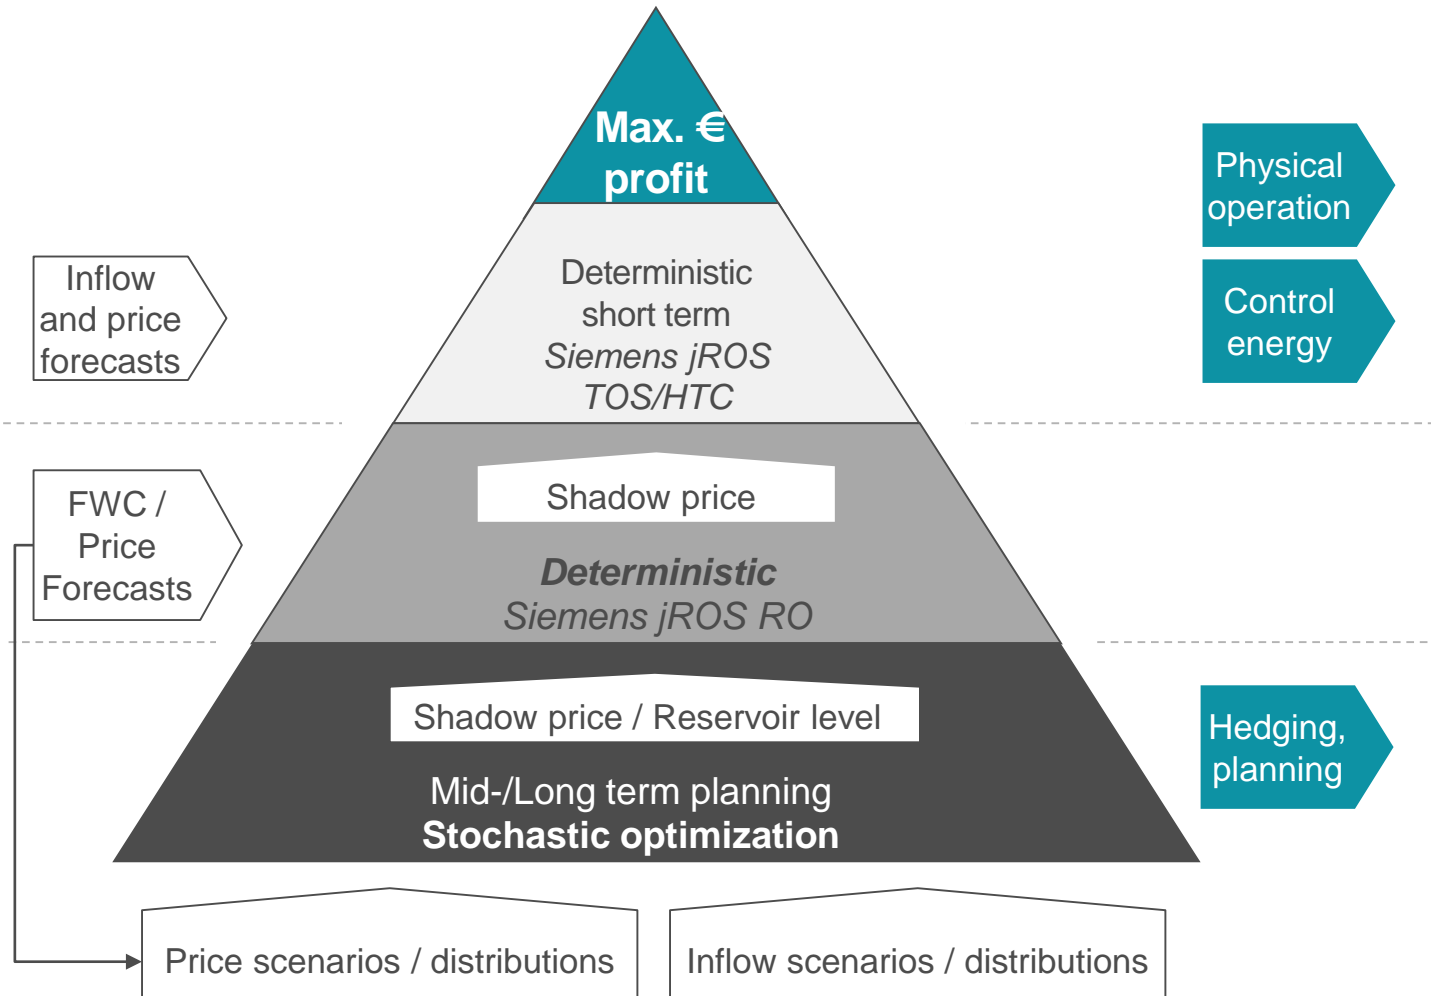 Max. €
profit
Physical
operation
Inflow
and price
forecasts
Deterministic
short term
Siemens jROS
TOS/HTC
Control
energy
FWC /
Price
Forecasts
Shadow price
Deterministic
Siemens jROS RO
Shadow price / Reservoir level
Mid-/Long term planning
Stochastic optimization
Hedging,
planning
Price scenarios / distributions
Inflow scenarios / distributions